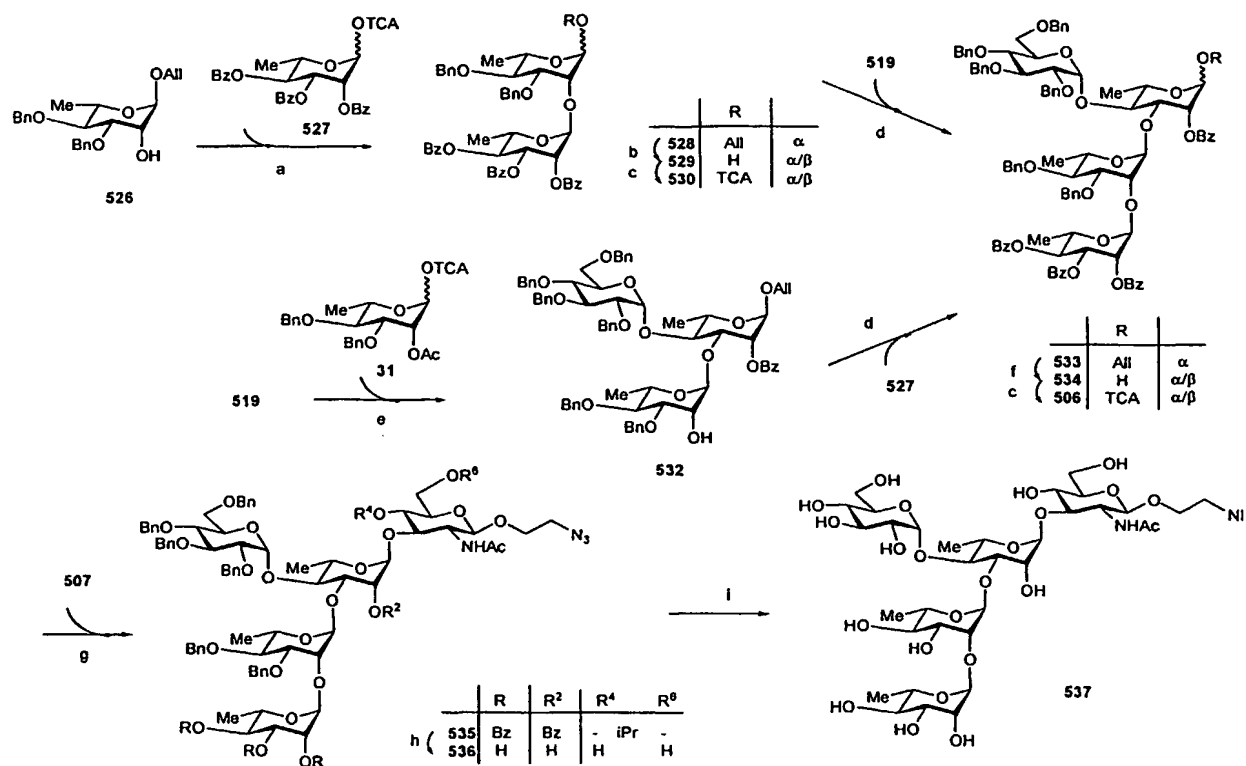 OTCA
Me O
BzO
BzO OBz
527
OAll
Me O
BnO
BnO
OH
526
a
OR
Me O
BnO
BnO
O
Me O
BzO
BzO OBz
R
b 528 All α
c 529 H α/β
530 TCA α/β
519
d
OBn
BnO O
BnO
BnO
O Me O OR
O OBz
Me O
BnO
BnO O
Me O
BzO
BzO OBz
OTCA
Me O
BnO
BnO
OAc
31
519
e
OBn
BnO O
BnO
BnO
O Me O OAll
O OBz
Me O
BnO
BnO
OH
532
d
527
R
f 533 All α
c 534 H α/β
506 TCA α/β
507
g
OR⁶
R⁴O O
O O N₃
NHAc
OBn
BnO O
BnO
BnO
O Me O
O OR²
Me O
BnO
BnO O
Me O
RO
RO OR
R R² R⁴ R⁶
h 535 Bz Bz - iPr -
536 H H H H
i
OH
HO O
O O NI
NHAc
OH
HO O
HO
HO
O Me O
O OH
Me O
HO
HO O
Me O
HO
HO OH
537